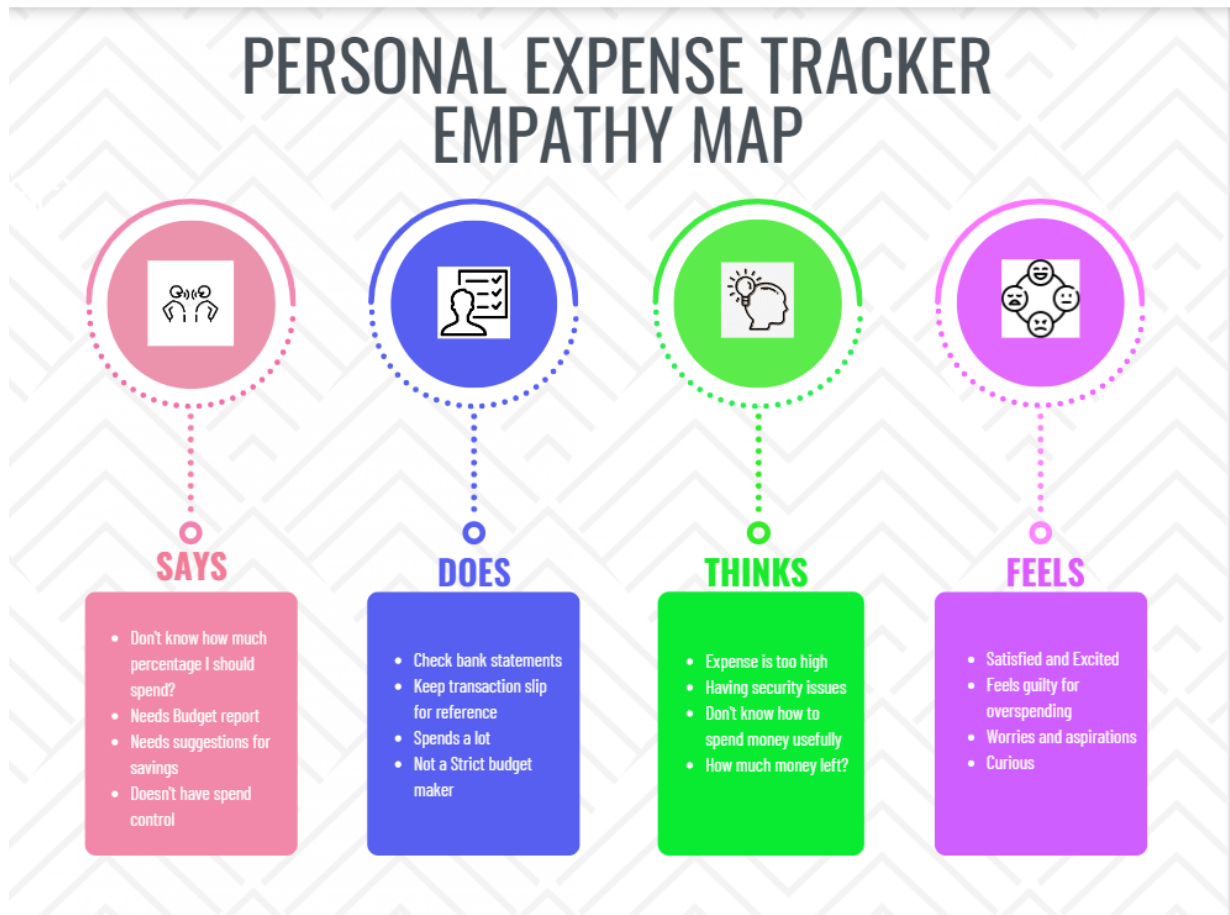 PERSONAL EXPENSE TRACKER
EMPATHY MAP
SAYS
• Don't know how much
percentage I should
spend?
• Needs Budget report
• Needs suggestions for
savings
• Doesn't have spend
control
DOES
• Check bank statements
• Keep transaction slip
for reference
• Spends a lot
• Not a Strict budget
maker
THINKS
• Expense is too high
• Having security issues
• Don't know how to
spend money usefully
• How much money left?
FEELS
• Satisfied and Excited
• Feels guilty for
overspending
• Worries and aspirations
• Curious